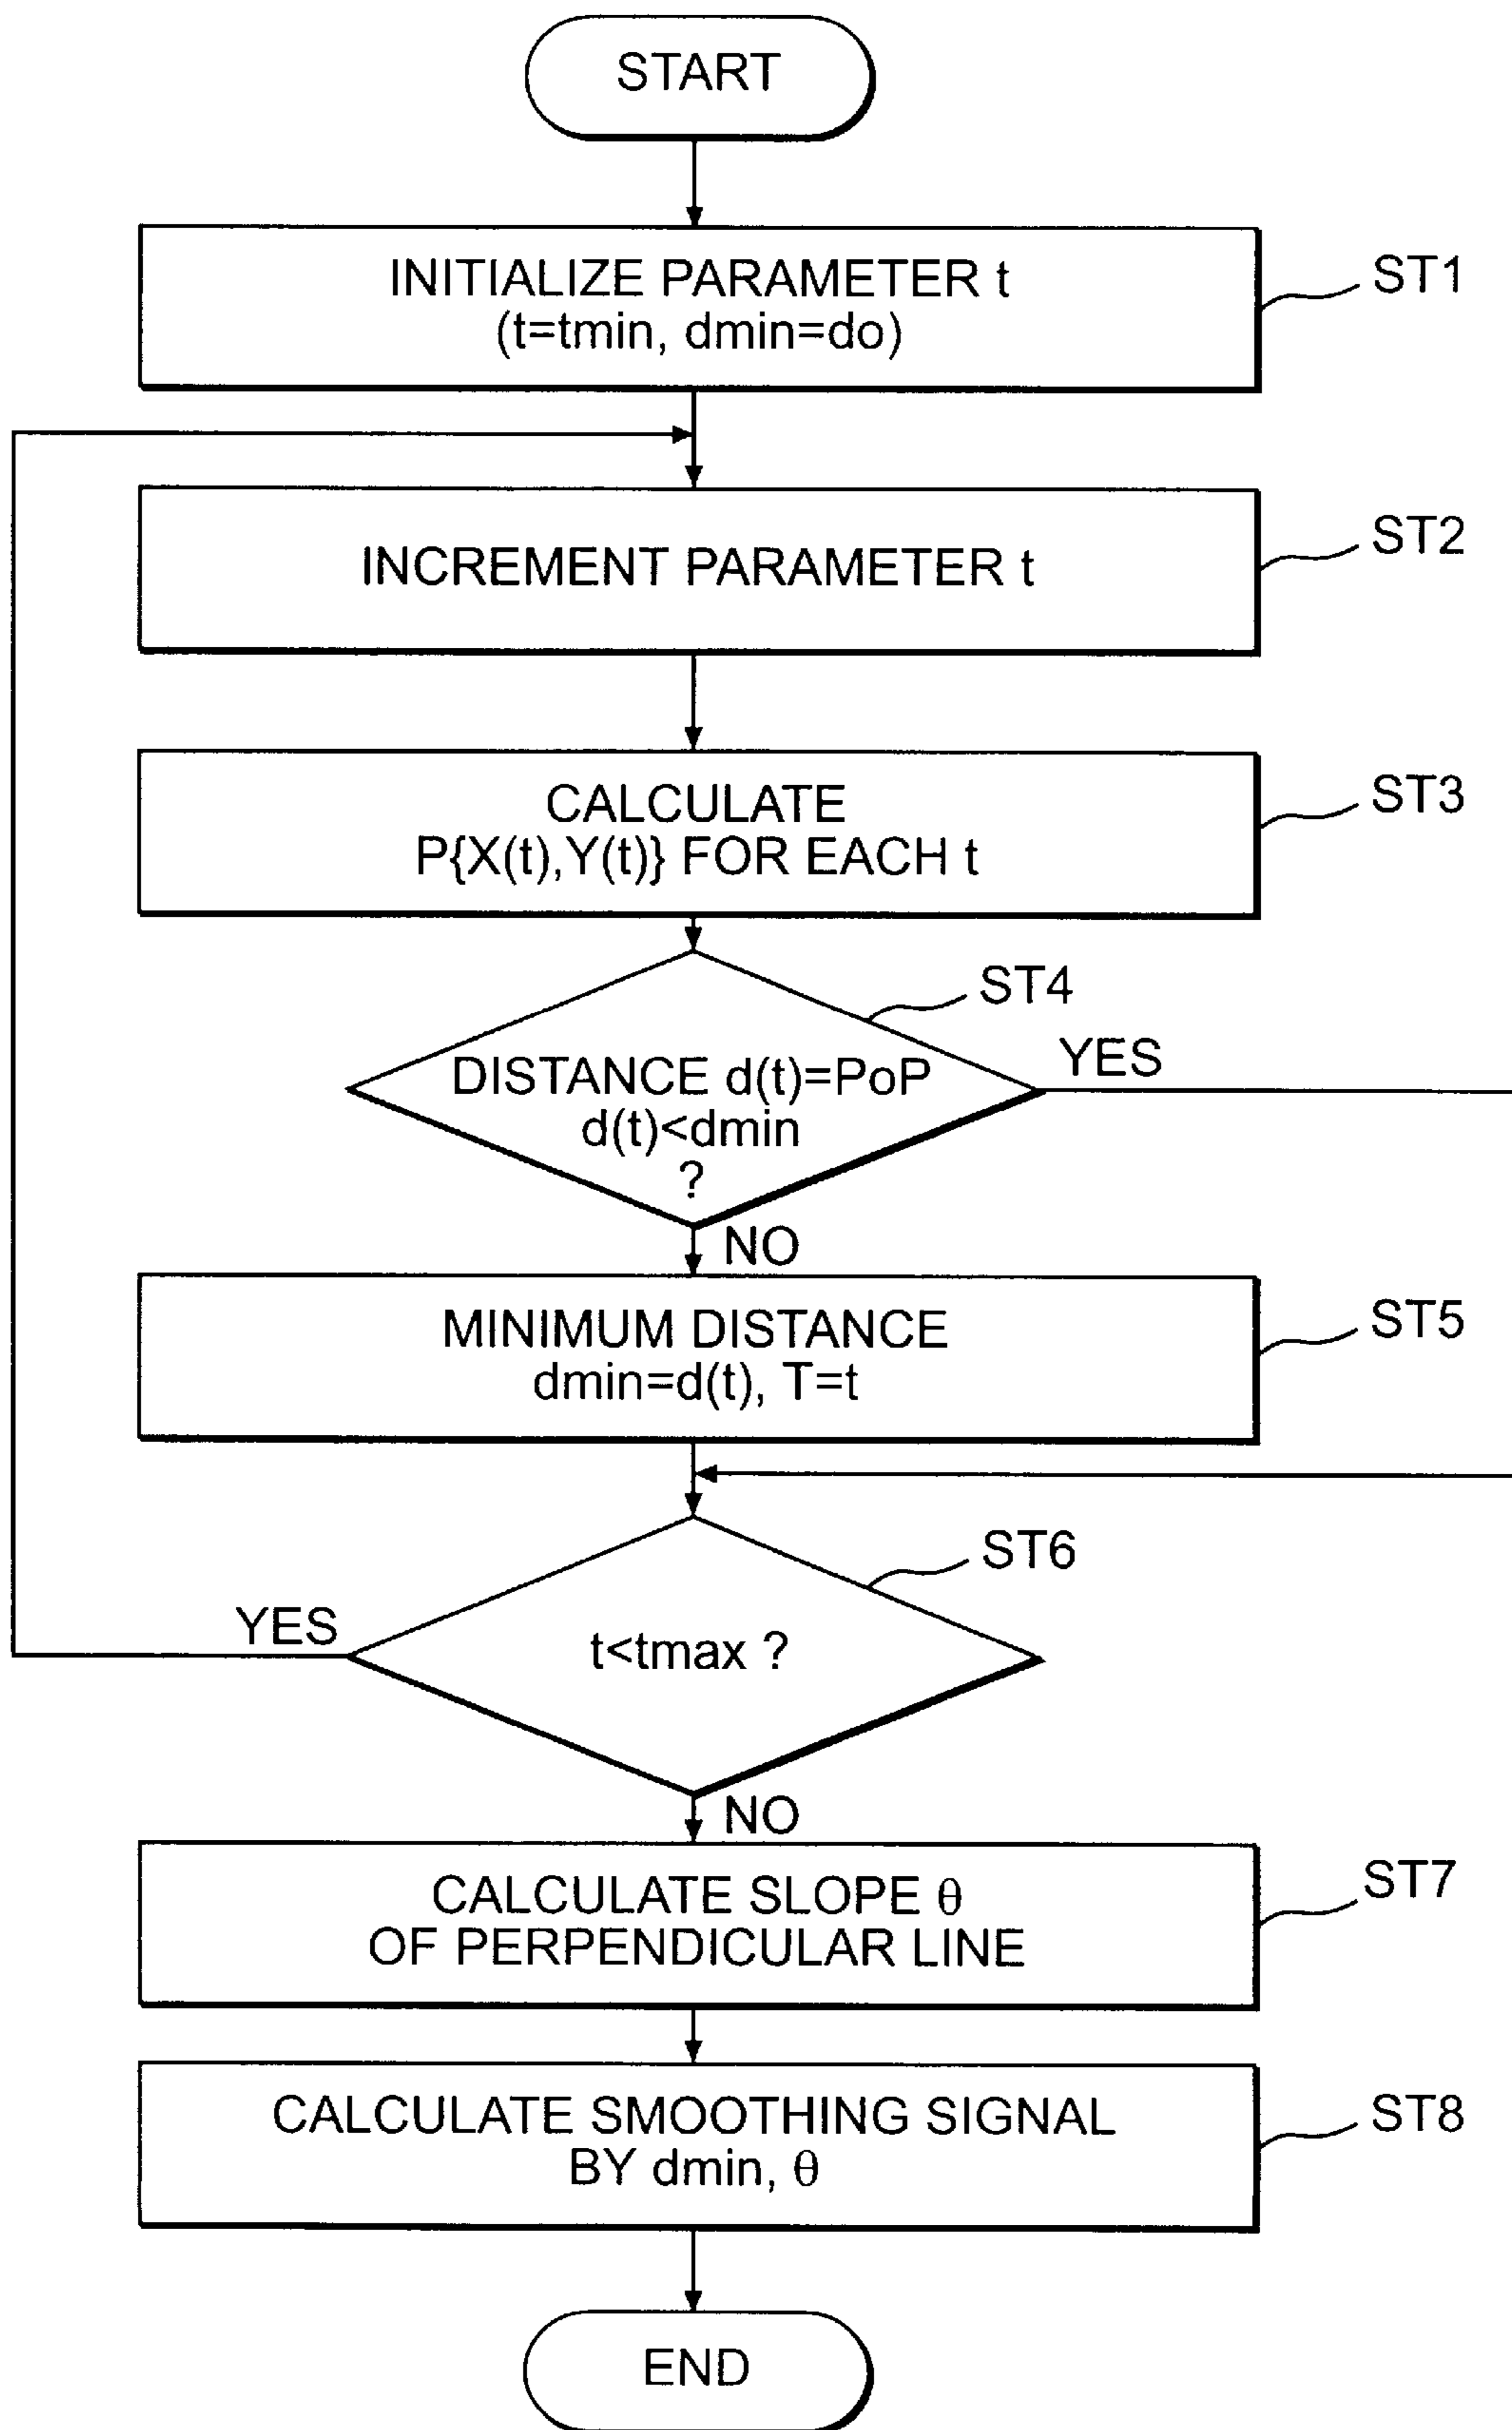 START
INITIALIZE PARAMETER t
(t=tmin, dmin=do)
ST1
INCREMENT PARAMETER t
ST2
CALCULATE
P{X(t),Y(t)} FOR EACH t
ST3
ST4
DISTANCE d(t)=PoP
d(t)<dmin
?
YES
NO
MINIMUM DISTANCE
dmin=d(t), T=t
ST5
ST6
t<tmax ?
YES
NO
CALCULATE SLOPE θ
OF PERPENDICULAR LINE
ST7
CALCULATE SMOOTHING SIGNAL
BY dmin, θ
ST8
END